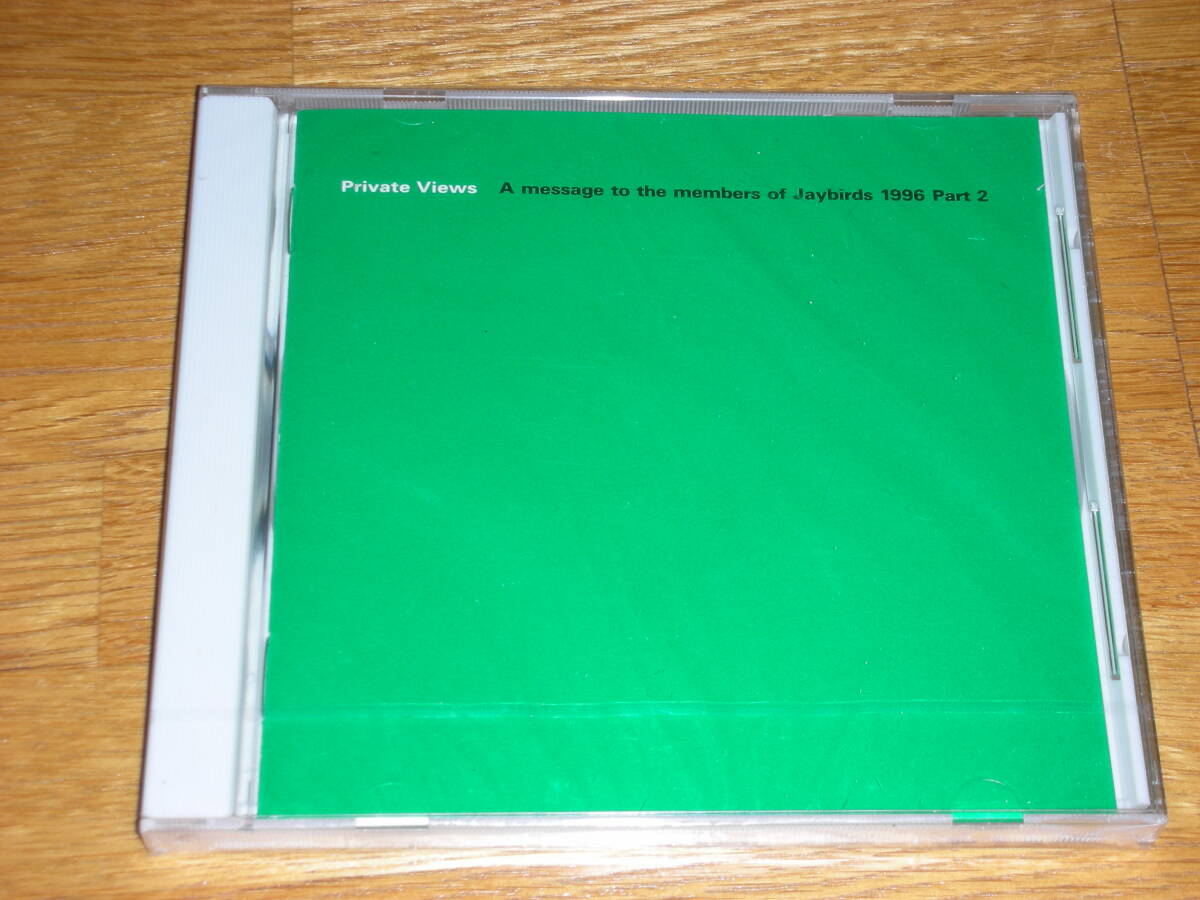 Private Views A message to the members of Jaybirds 1996 Part 2